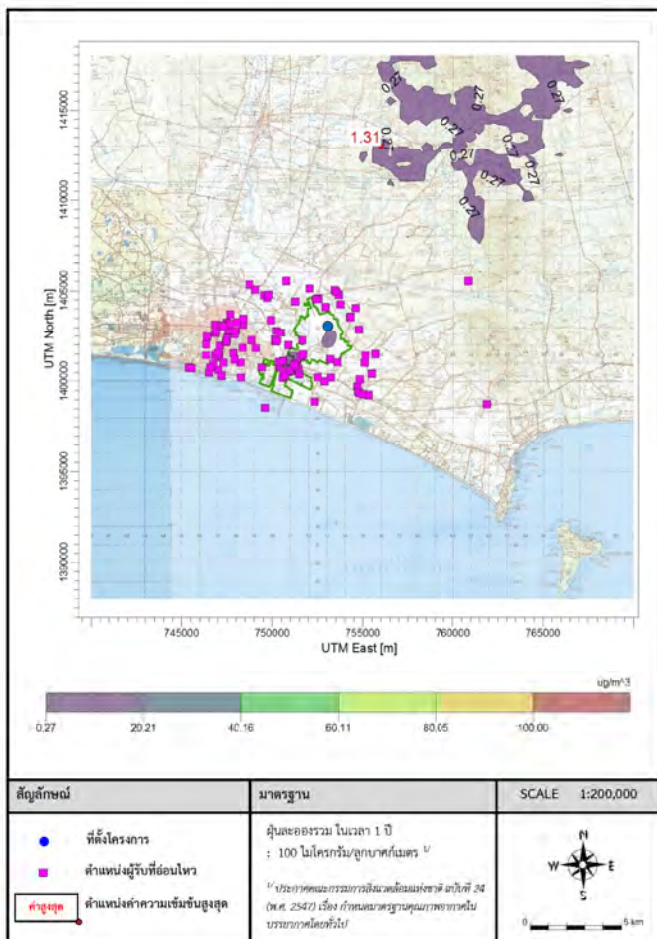 1415000
1410000
1405000
1400000
1395000
1390000
UTM North [m]
0.27
0.27
0.27
1.31
0.27
0.27
0.27
0.27
0.27
0.27
745000
750000
755000
760000
765000
UTM East [m]
ug/m^3
0.27
20.21
40.16
60.11
80.05
100.00
สัญลักษณ์
มาตรฐาน
SCALE 1:200,000
ที่ตั้งโครงการ
ตำแหน่งผู้รับที่อ่อนไหว
ค่าสูงสุด
ตำแหน่งค่าความเข้มข้นสูงสุด
ฝุ่นละอองรวม ในเวลา 1 ปี
: 100 ไมโครกรัม/ลูกบาศก์เมตร 1/
1/ ประกาศคณะกรรมการสิ่งแวดล้อมแห่งชาติ ฉบับที่ 24
(พ.ศ. 2547) เรื่อง กำหนดมาตรฐานคุณภาพอากาศใน
บรรยากาศโดยทั่วไป
N
W E
S
0 5 km